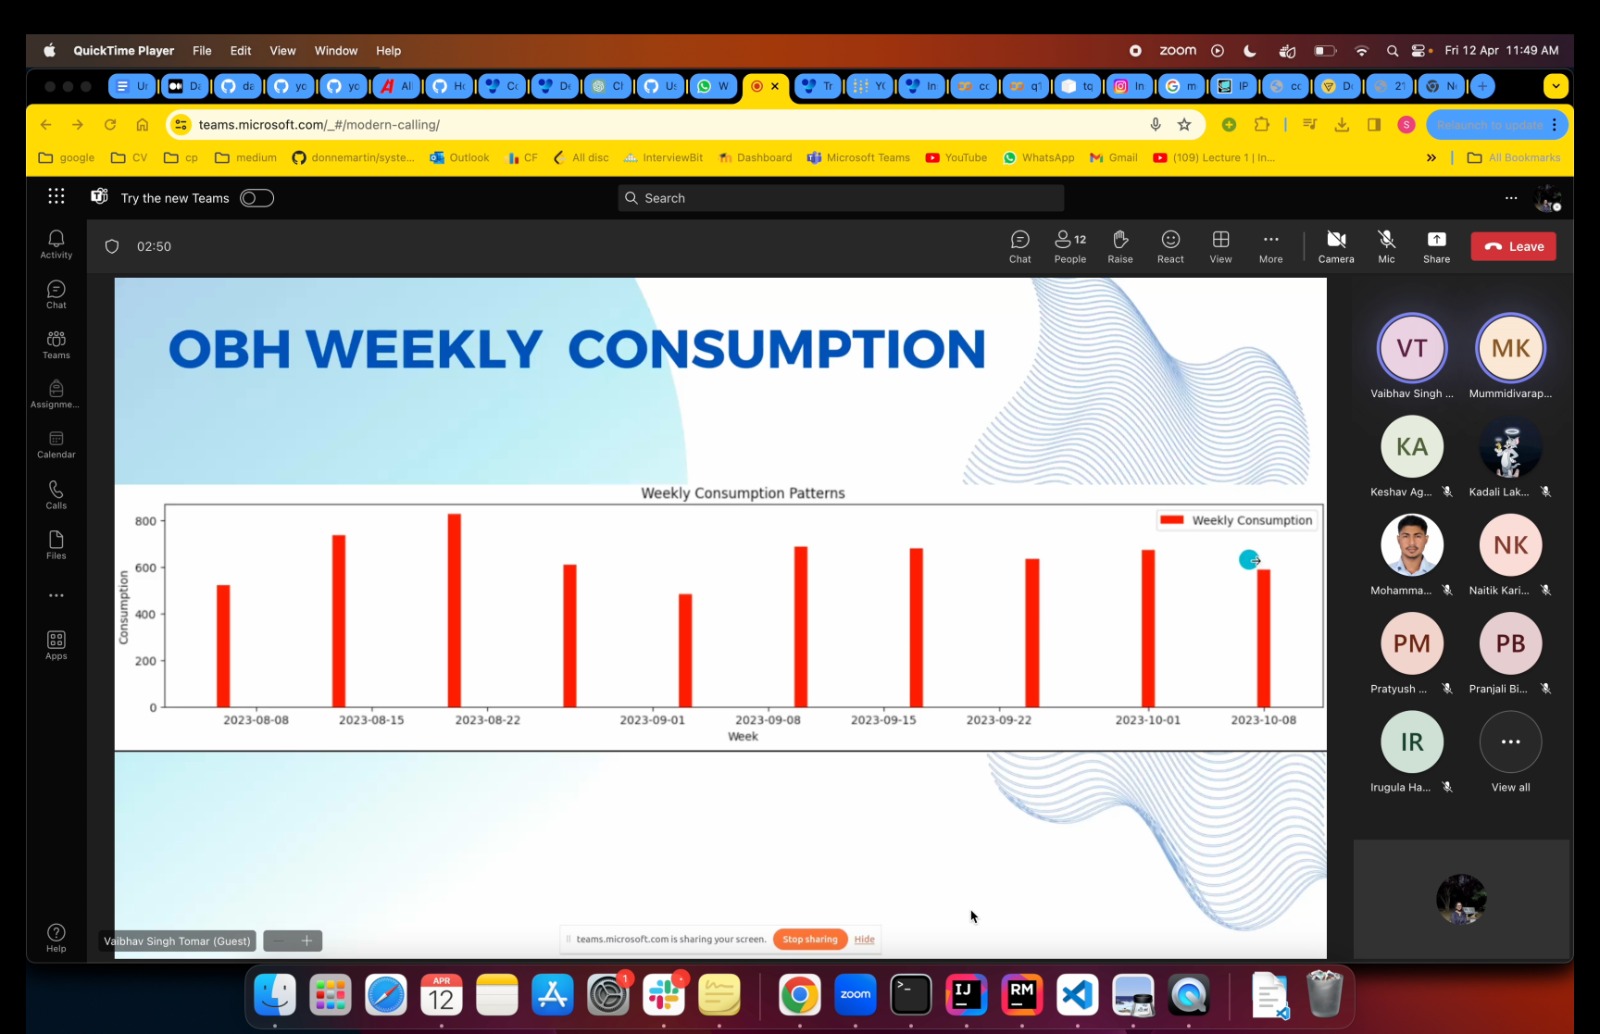 QuickTime Player File Edit View Window Help zoom Fri 12 Apr 11:49 AM
teams.microsoft.com/_#/modern-calling/ S Relaunch to update
google CV cp medium donnemartin/syste... Outlook CF All disc InterviewBit Dashboard Microsoft Teams YouTube WhatsApp Gmail (109) Lecture 1 | In... » All Bookmarks
Try the new Teams Search
02:50 Chat 12 People Raise React View More Camera Mic Share Leave
Activity
Chat
Teams
Assignme...
Calendar
Calls
Files
Apps
Help
OBH WEEKLY CONSUMPTION
Weekly Consumption Patterns
Weekly Consumption
Consumption
800
600
400
200
0
2023-08-08 2023-08-15 2023-08-22 2023-09-01 2023-09-08 2023-09-15 2023-09-22 2023-10-01 2023-10-08
Week
VT MK
Vaibhav Singh ... Mummidivarap...
KA
Keshav Ag... Kadali Lak...
NK
Mohamma... Naitik Kari...
PM PB
Pratyush ... Pranjali Bi...
IR
Irugula Ha... View all
Vaibhav Singh Tomar (Guest)
teams.microsoft.com is sharing your screen. Stop sharing Hide
APR
12
1
zoom
IJ
RM